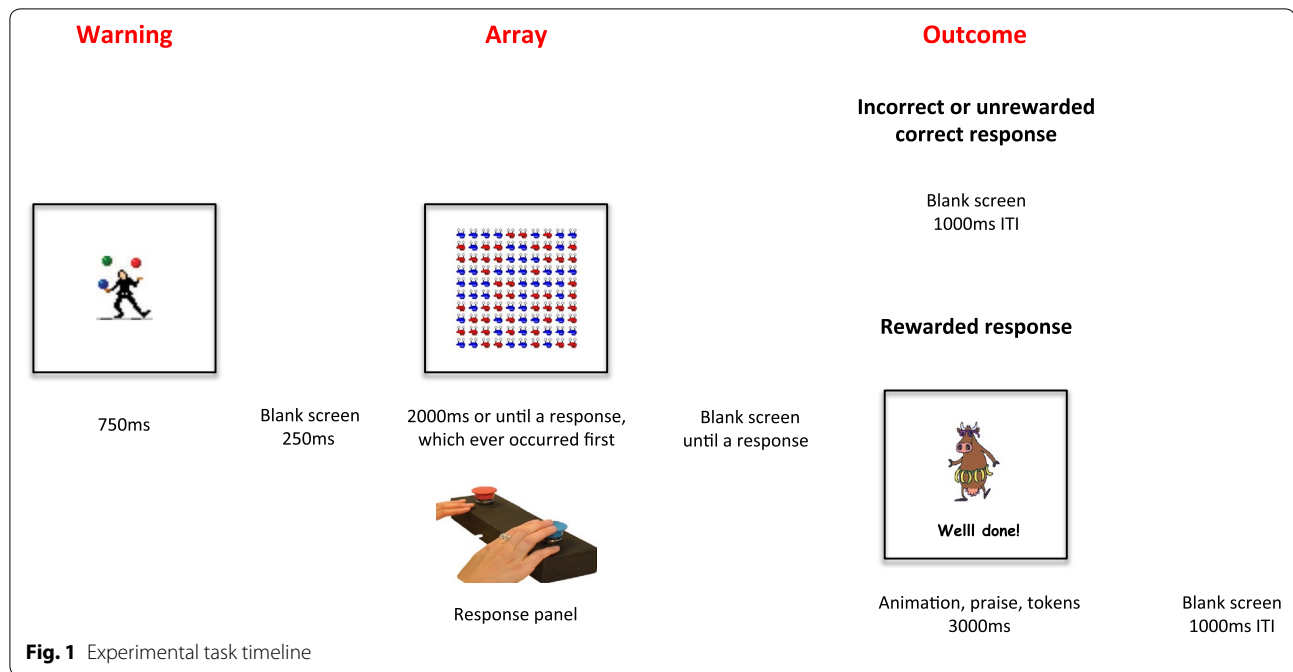 Warning
Array
Outcome
Incorrect or unrewarded
correct response
Blank screen
1000ms ITI
Rewarded response
750ms
Blank screen
250ms
2000ms or until a response,
which ever occurred first
Blank screen
until a response
Welll done!
Response panel
Animation, praise, tokens
3000ms
Blank screen
1000ms ITI
Fig. 1 Experimental task timeline